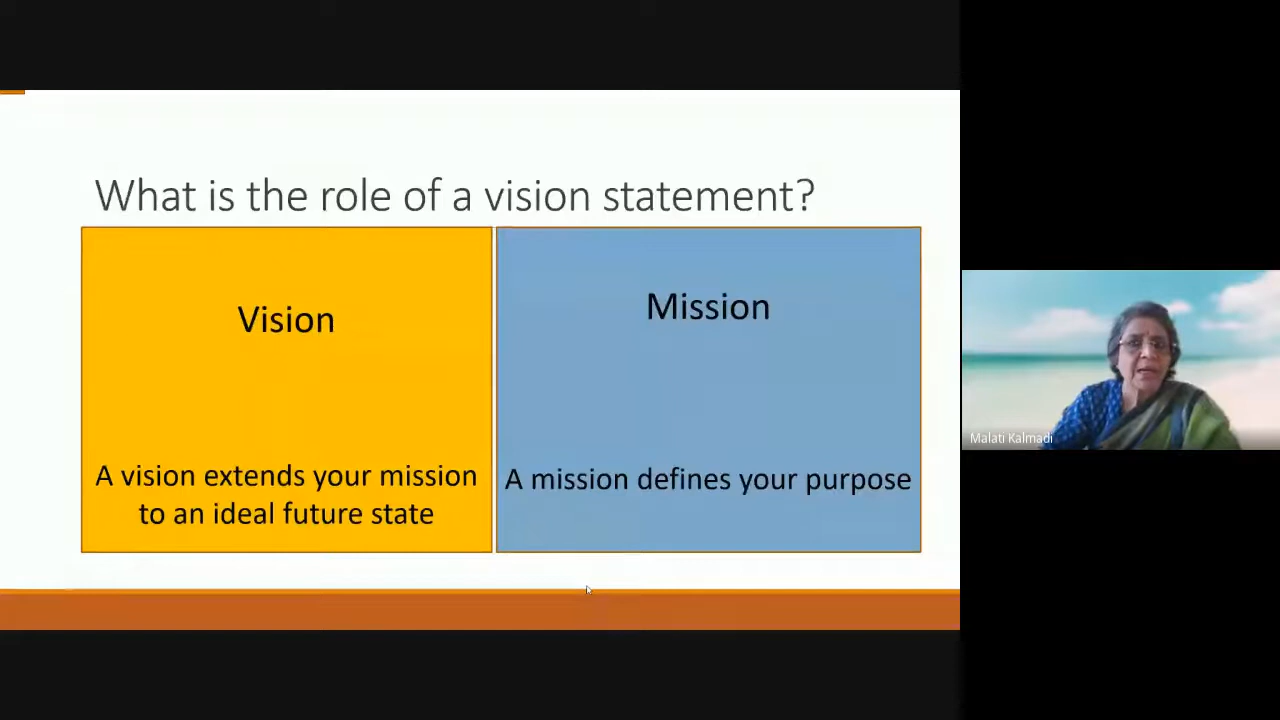 What is the role of a vision statement?
Vision
A vision extends your mission
to an ideal future state
Mission
A mission defines your purpose
Malati Kalmadi